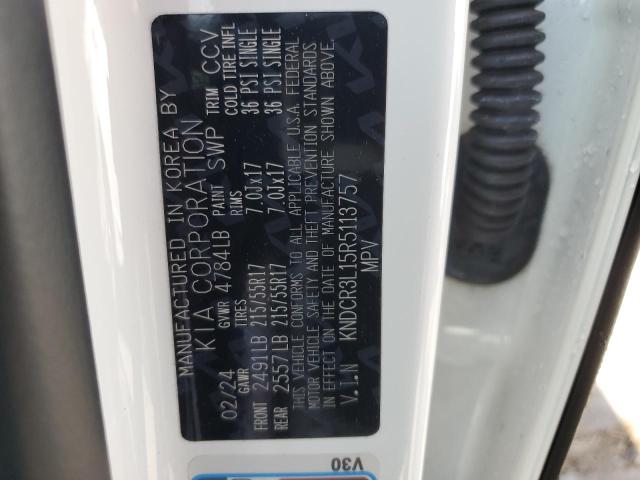 MANUFACTURED IN KOREA BY
KIA CORPORATION
02/24 GVWR 4784LB PAINT SWP TRIM CCV
GAWR TIRES RIMS COLD TIRE INFL
FRONT 2491LB 215/55R17 7.0Jx17 36 PSI SINGLE
REAR 2557LB 215/55R17 7.0Jx17 36 PSI SINGLE
THIS VEHICLE CONFORMS TO ALL APPLICABLE U.S.A. FEDERAL
MOTOR VEHICLE SAFETY AND THEFT PREVENTION STANDARDS
IN EFFECT ON THE DATE OF MANUFACTURE SHOWN ABOVE.
V.I.N KNDCR3L15R5113757
MPV
V30